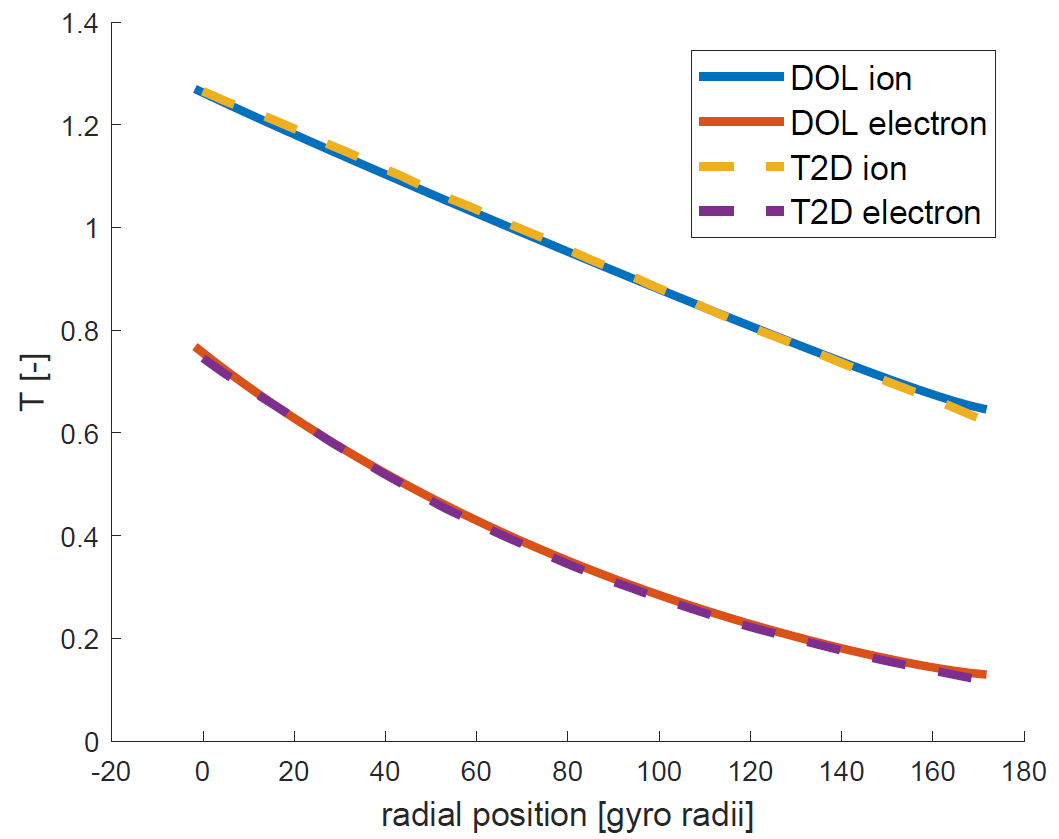 1.4
1.2
1
0.8
0.6
0.4
0.2
0
T [-]
DOL ion
DOL electron
T2D ion
T2D electron
-20 0 20 40 60 80 100 120 140 160 180
radial position [gyro radii]